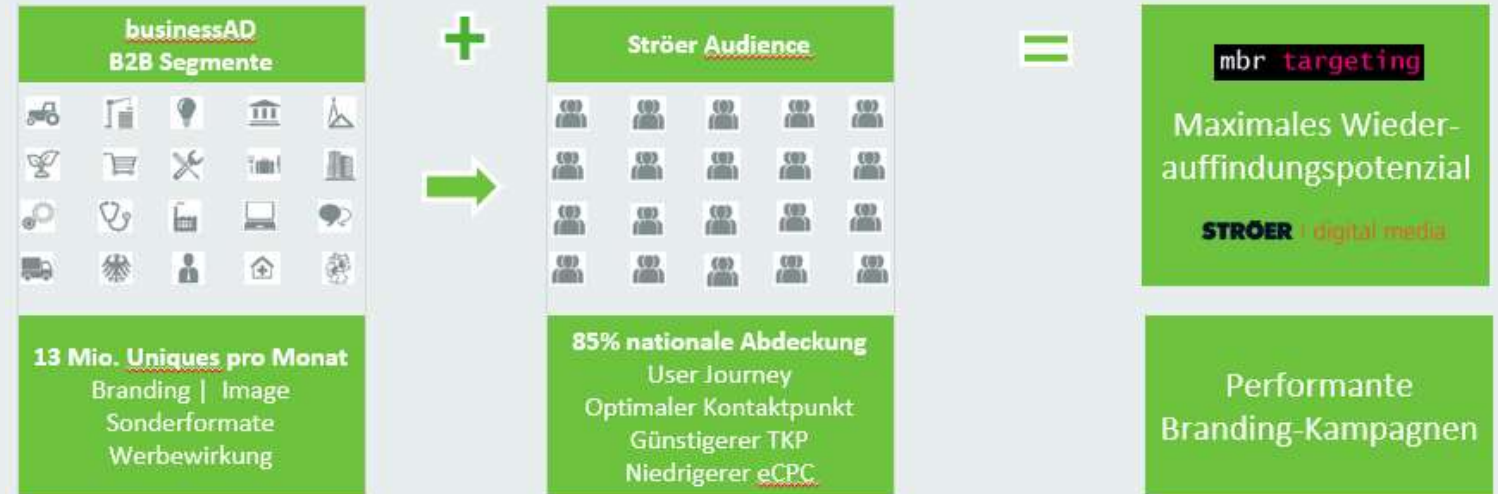 businessAD
B2B Segmente
+
Ströer Audience
=
mbr targeting
Maximales Wieder-
auffindungspotenzial
STRÖER | digital media
13 Mio. Uniques pro Monat
Branding | Image
Sonderformate
Werbewirkung
85% nationale Abdeckung
User Journey
Optimaler Kontaktpunkt
Günstigerer TKP
Niedrigerer eCPC
Performante
Branding-Kampagnen